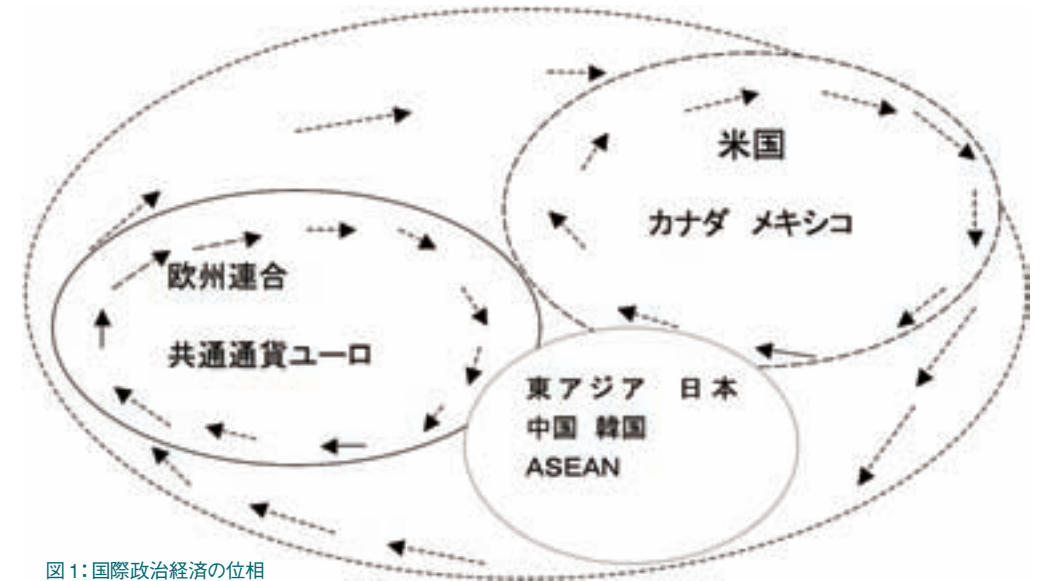 米国
カナダ メキシコ
欧州連合
共通通貨ユーロ
東アジア 日本
中国 韓国
ASEAN
図1：国際政治経済の位相